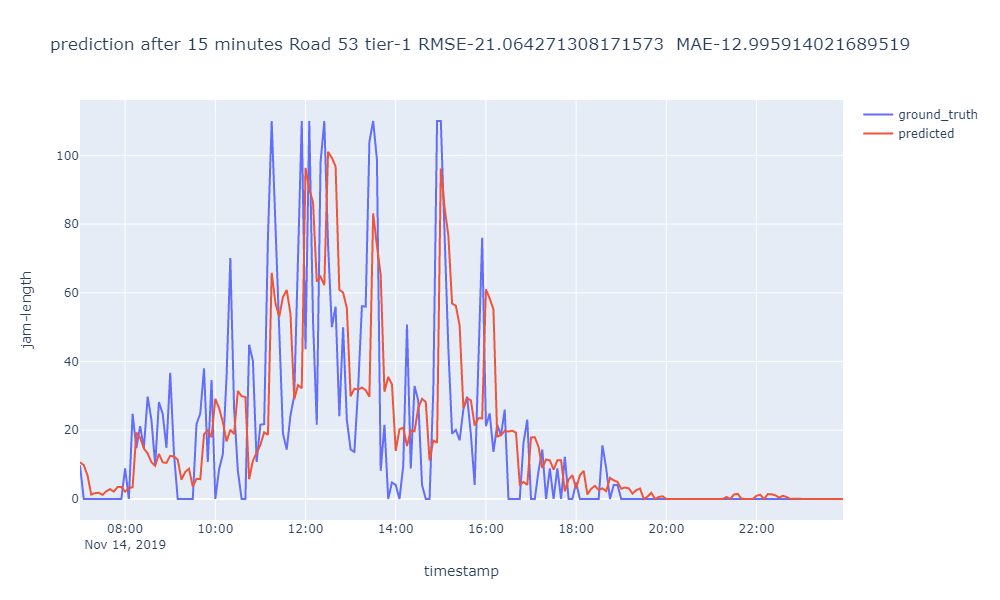 prediction after 15 minutes Road 53 tier-1 RMSE-21.064271308171573  MAE-12.995914021689519
ground_truth
predicted
jam-length
100
80
60
40
20
0
08:00 10:00 12:00 14:00 16:00 18:00 20:00 22:00
Nov 14, 2019
timestamp